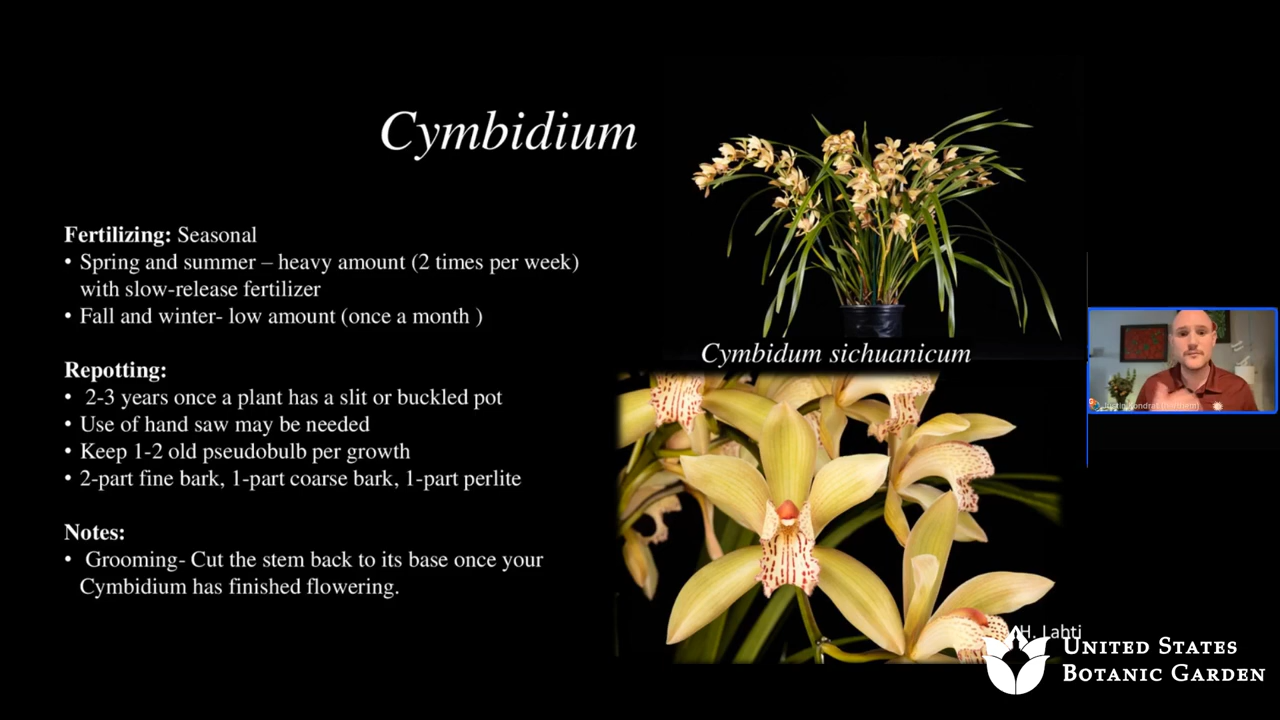 Cymbidium
Fertilizing: Seasonal
• Spring and summer – heavy amount (2 times per week)
with slow-release fertilizer
• Fall and winter- low amount (once a month )
Repotting:
• 2-3 years once a plant has a slit or buckled pot
• Use of hand saw may be needed
• Keep 1-2 old pseudobulb per growth
• 2-part fine bark, 1-part coarse bark, 1-part perlite
Notes:
• Grooming- Cut the stem back to its base once your
Cymbidium has finished flowering.
Cymbidum sichuanicum
H. Lahti
UNITED STATES
BOTANIC GARDEN